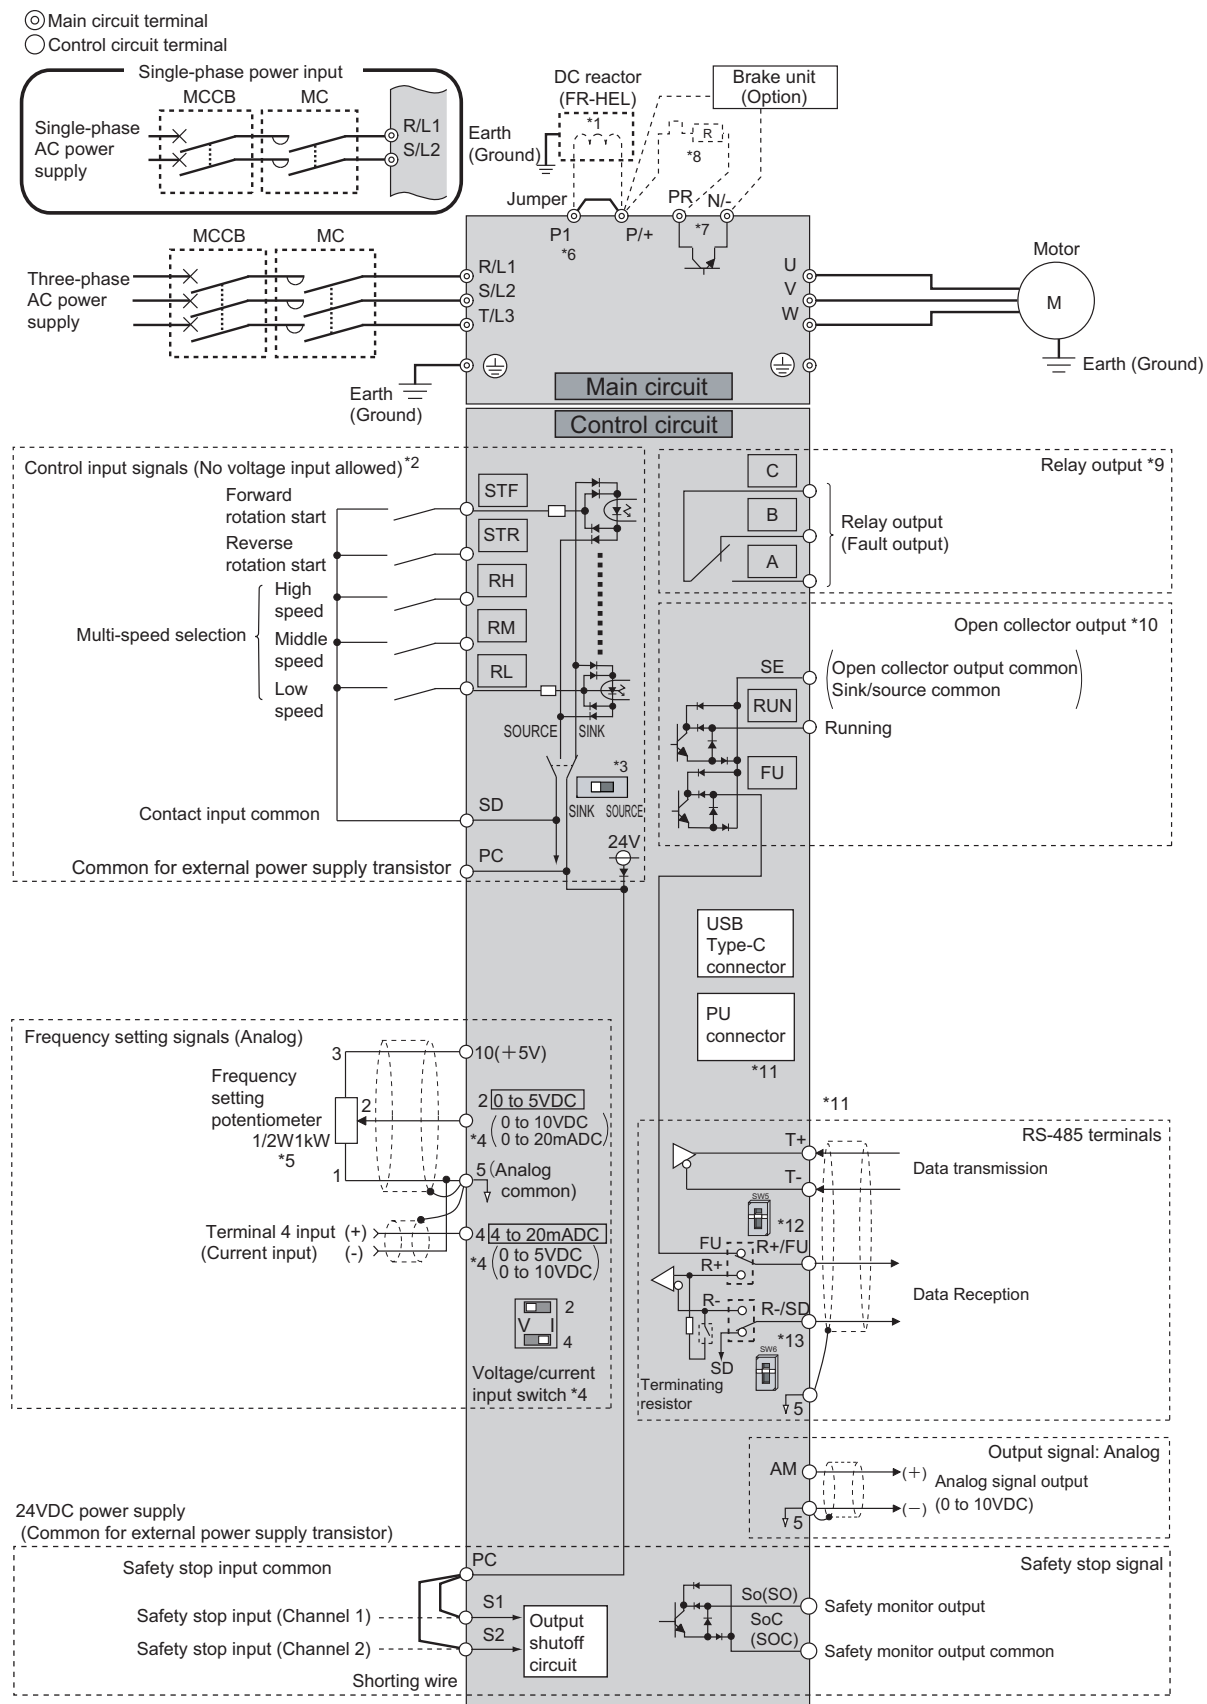 Main circuit terminal
Control circuit terminal
Single-phase power input
MCCB MC
Single-phase
AC power
supply
R/L1
S/L2
Earth
(Ground)
DC reactor
(FR-HEL)
*1
Brake unit
(Option)
R
*8
Jumper
P1
*6
P/+
PR
*7
N/-
MCCB MC
Three-phase
AC power
supply
R/L1
S/L2
T/L3
Earth
(Ground)
U
V
W
Motor
M
Earth (Ground)
Main circuit
Control circuit
Control input signals (No voltage input allowed)*2
Forward
rotation start
Reverse
rotation start
Multi-speed selection
High
speed
Middle
speed
Low
speed
STF
STR
RH
RM
RL
SOURCE SINK
*3
SINK SOURCE
Contact input common
SD
24V
Common for external power supply transistor
PC
Relay output *9
C
B
A
Relay output
(Fault output)
Open collector output *10
SE
Open collector output common
Sink/source common
RUN
Running
FU
USB
Type-C
connector
PU
connector
*11
Frequency setting signals (Analog)
3
10(+5V)
Frequency
setting
potentiometer
1/2W1kW
*5
2
2 0 to 5VDC
*4 (0 to 10VDC
0 to 20mADC)
1
5 (Analog
common)
Terminal 4 input
(Current input)
(+)
(-)
4 4 to 20mADC
*4 (0 to 5VDC
0 to 10VDC)
2
V I
4
Voltage/current
input switch *4
*11
RS-485 terminals
T+
T-
Data transmission
SW5
*12
FU
R+/FU
R+
R-
R-/SD
Data Reception
*13
SW6
SD
Terminating
resistor
5
Output signal: Analog
AM
(+)
Analog signal output
(0 to 10VDC)
5
(−)
24VDC power supply
(Common for external power supply transistor)
Safety stop input common
PC
Safety stop input (Channel 1)
S1
Safety stop input (Channel 2)
S2
Output
shutoff
circuit
Shorting wire
Safety stop signal
So(SO)
Safety monitor output
SoC
(SOC)
Safety monitor output common